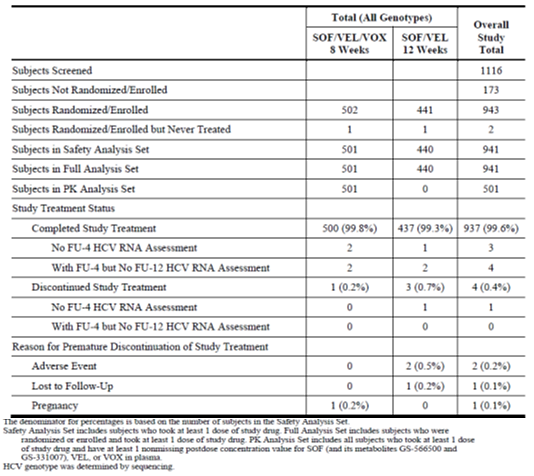 Total (All Genotypes)
Overall Study Total
SOF/VEL/VOX 8 Weeks
SOF/VEL 12 Weeks
Subjects Screened 1116
Subjects Not Randomized/Enrolled 173
Subjects Randomized/Enrolled 502 441 943
Subjects Randomized/Enrolled but Never Treated 1 1 2
Subjects in Safety Analysis Set 501 440 941
Subjects in Full Analysis Set 501 440 941
Subjects in PK Analysis Set 501 0 501
Study Treatment Status
Completed Study Treatment 500 (99.8%) 437 (99.3%) 937 (99.6%)
No FU-4 HCV RNA Assessment 2 1 3
With FU-4 but No FU-12 HCV RNA Assessment 2 2 4
Discontinued Study Treatment 1 (0.2%) 3 (0.7%) 4 (0.4%)
No FU-4 HCV RNA Assessment 0 1 1
With FU-4 but No FU-12 HCV RNA Assessment 0 0 0
Reason for Premature Discontinuation of Study Treatment
Adverse Event 0 2 (0.5%) 2 (0.2%)
Lost to Follow-Up 0 1 (0.2%) 1 (0.1%)
Pregnancy 1 (0.2%) 0 1 (0.1%)
The denominator for percentages is based on the number of subjects in the Safety Analysis Set.
Safety Analysis Set includes subjects who took at least 1 dose of study drug. Full Analysis Set includes subjects who were
randomized or enrolled and took at least 1 dose of study drug. PK Analysis Set includes all subjects who took at least 1 dose
of study drug and have at least 1 nonmissing postdose concentration value for SOF (and its metabolites GS-566500 and
GS-331007), VEL, or VOX in plasma.
HCV genotype was determined by sequencing.